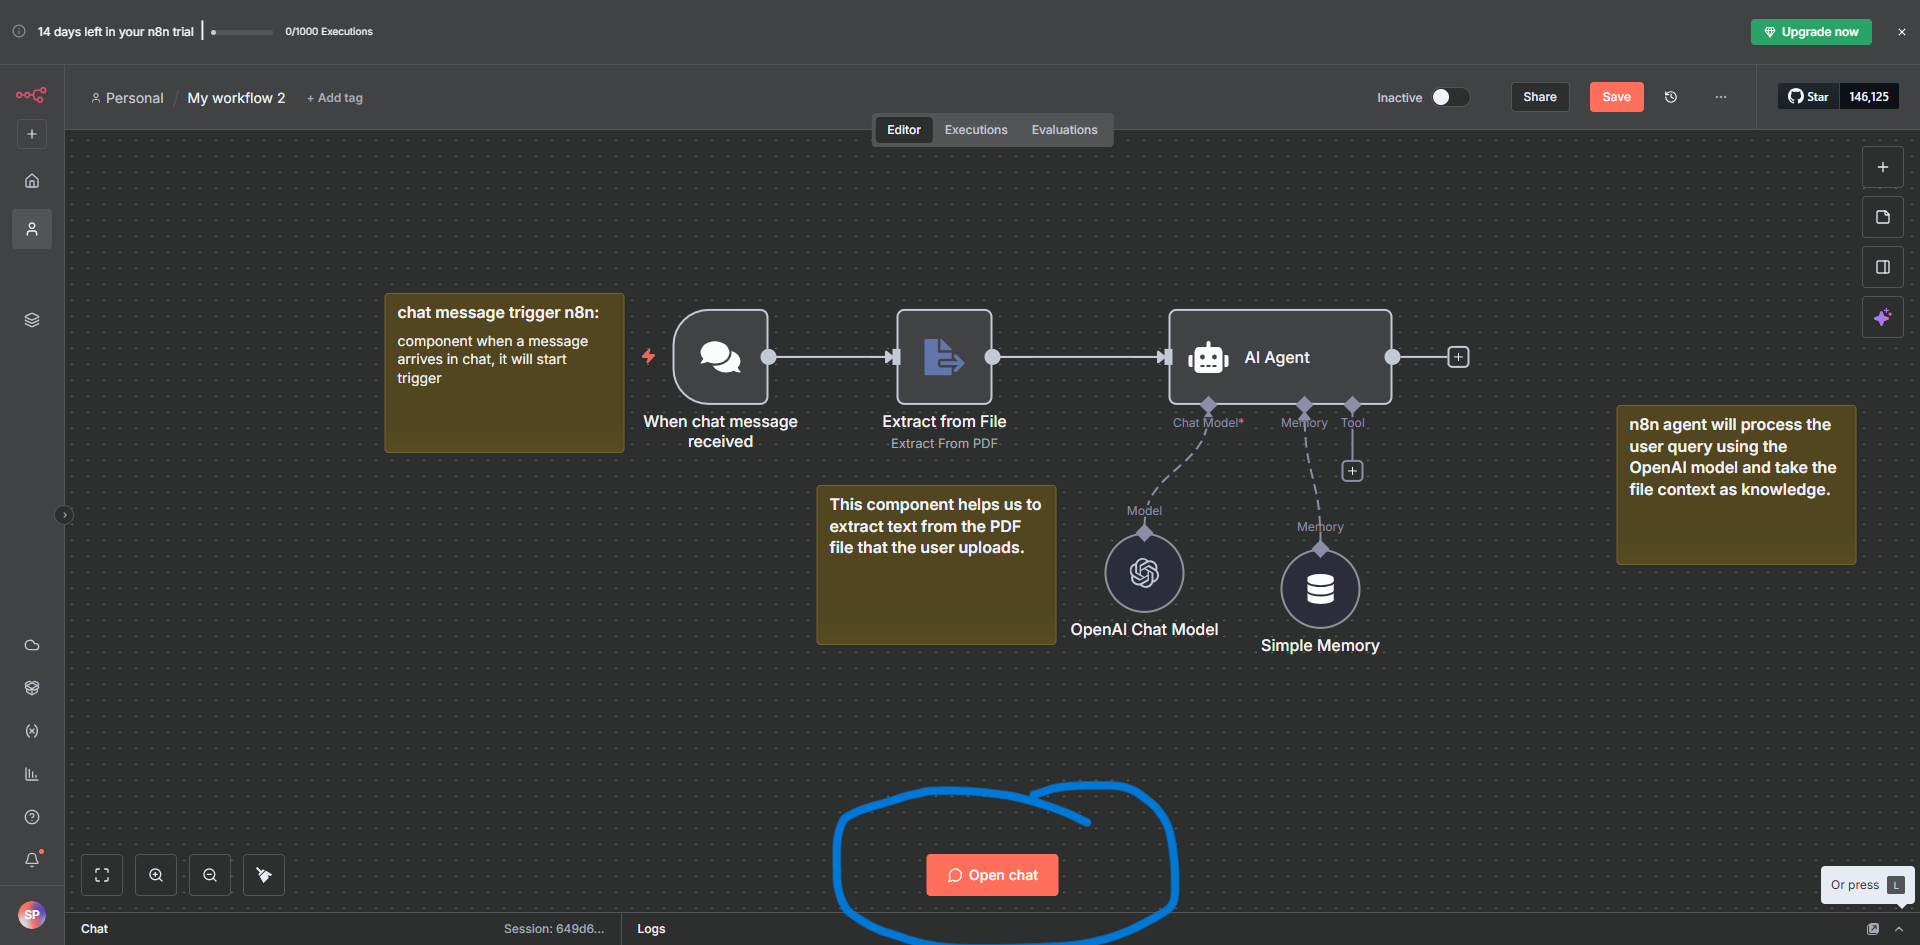 14 days left in your n8n trial
0/1000 Executions
Upgrade now
Personal / My workflow 2
+ Add tag
Inactive
Share
Save
Star
146,125
Editor
Executions
Evaluations
chat message trigger n8n:
component when a message
arrives in chat, it will start
trigger
When chat message
received
Extract from File
Extract From PDF
AI Agent
Chat Model*
Memory
Tool
n8n agent will process the
user query using the
OpenAI model and take the
file context as knowledge.
This component helps us to
extract text from the PDF
file that the user uploads.
Model
Memory
OpenAI Chat Model
Simple Memory
Open chat
Or press L
SP
Chat
Session: 649d6...
Logs